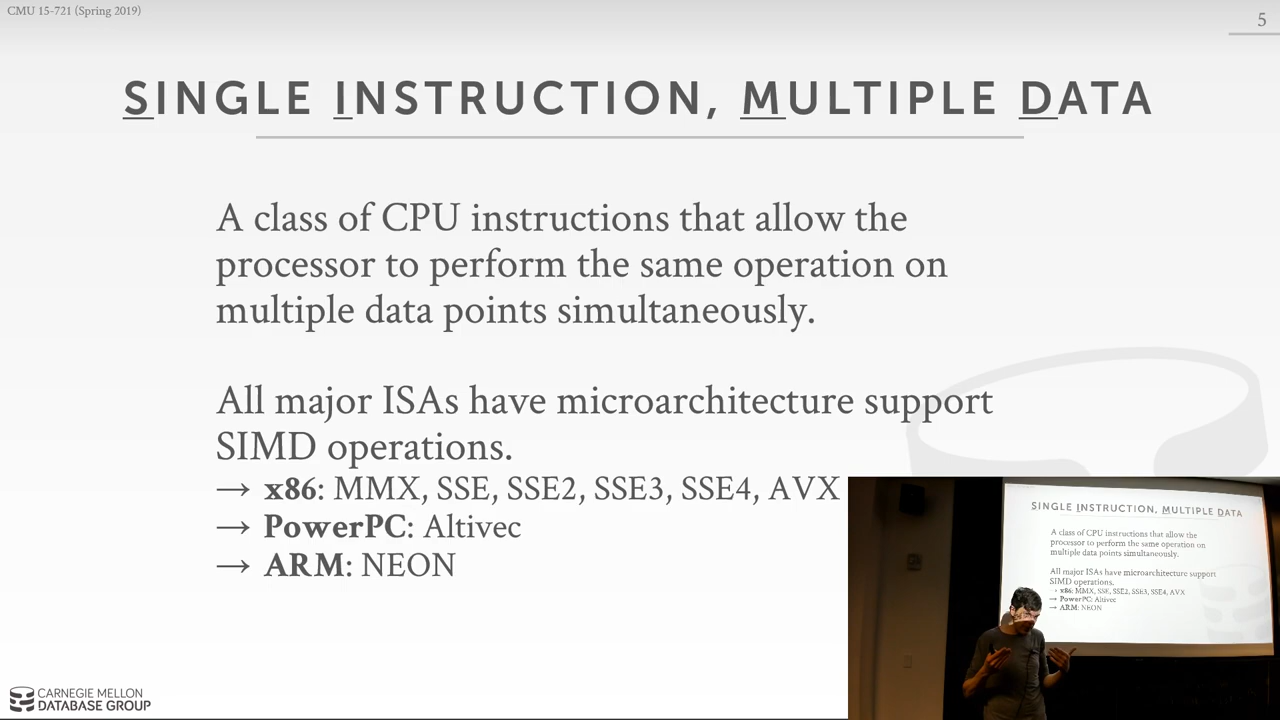 CMU 15-721 (Spring 2019)
5
SINGLE INSTRUCTION, MULTIPLE DATA
A class of CPU instructions that allow the
processor to perform the same operation on
multiple data points simultaneously.
All major ISAs have microarchitecture support
SIMD operations.
→ x86: MMX, SSE, SSE2, SSE3, SSE4, AVX
→ PowerPC: Altivec
→ ARM: NEON
SINGLE INSTRUCTION, MULTIPLE DATA
A class of CPU instructions that allow the
processor to perform the same operation on
multiple data points simultaneously.
All major ISAs have microarchitecture support
SIMD operations.
→ x86: MMX, SSE, SSE2, SSE3, SSE4, AVX
→ PowerPC: Altivec
→ ARM: NEON
CARNEGIE MELLON
DATABASE GROUP